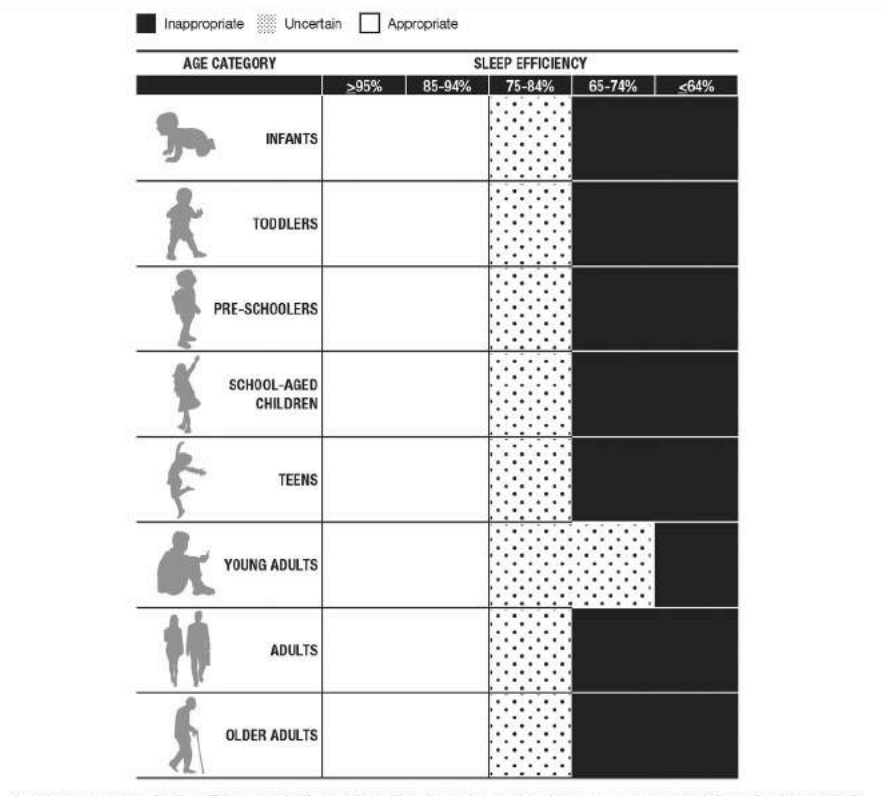 Inappropriate Uncertain Appropriate
AGE CATEGORY SLEEP EFFICIENCY
≥95% 85-94% 75-84% 65-74% ≤64%
INFANTS
TODDLERS
PRE-SCHOOLERS
SCHOOL-AGED
CHILDREN
TEENS
YOUNG ADULTS
ADULTS
OLDER ADULTS